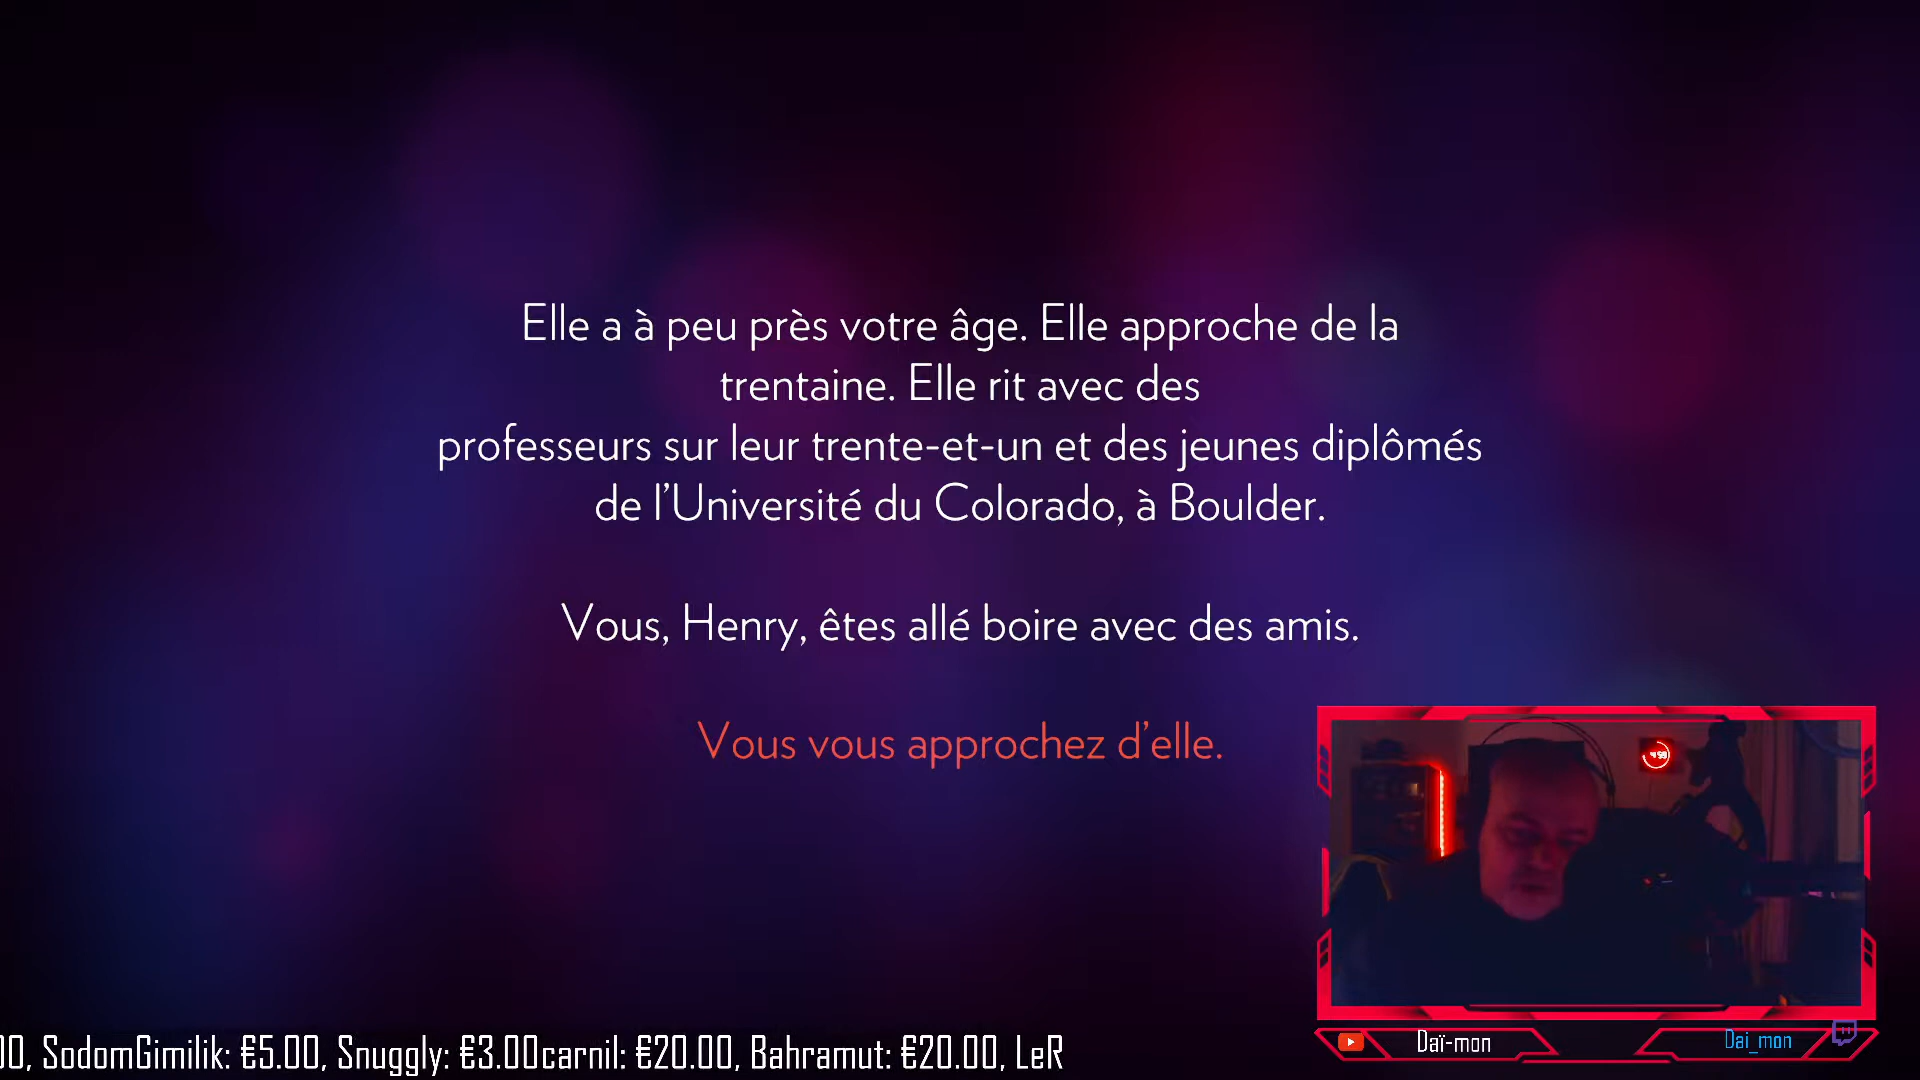 Elle a à peu près votre âge. Elle approche de la
trentaine. Elle rit avec des
professeurs sur leur trente-et-un et des jeunes diplômés
de l'Université du Colorado, à Boulder.
Vous, Henry, êtes allé boire avec des amis.
Vous vous approchez d'elle.
00, SodomGimilik: €5.00, Snuggly: €3.00carnil: €20.00, Bahramut: €20.00, LeR
Daï-mon
Dai_mon